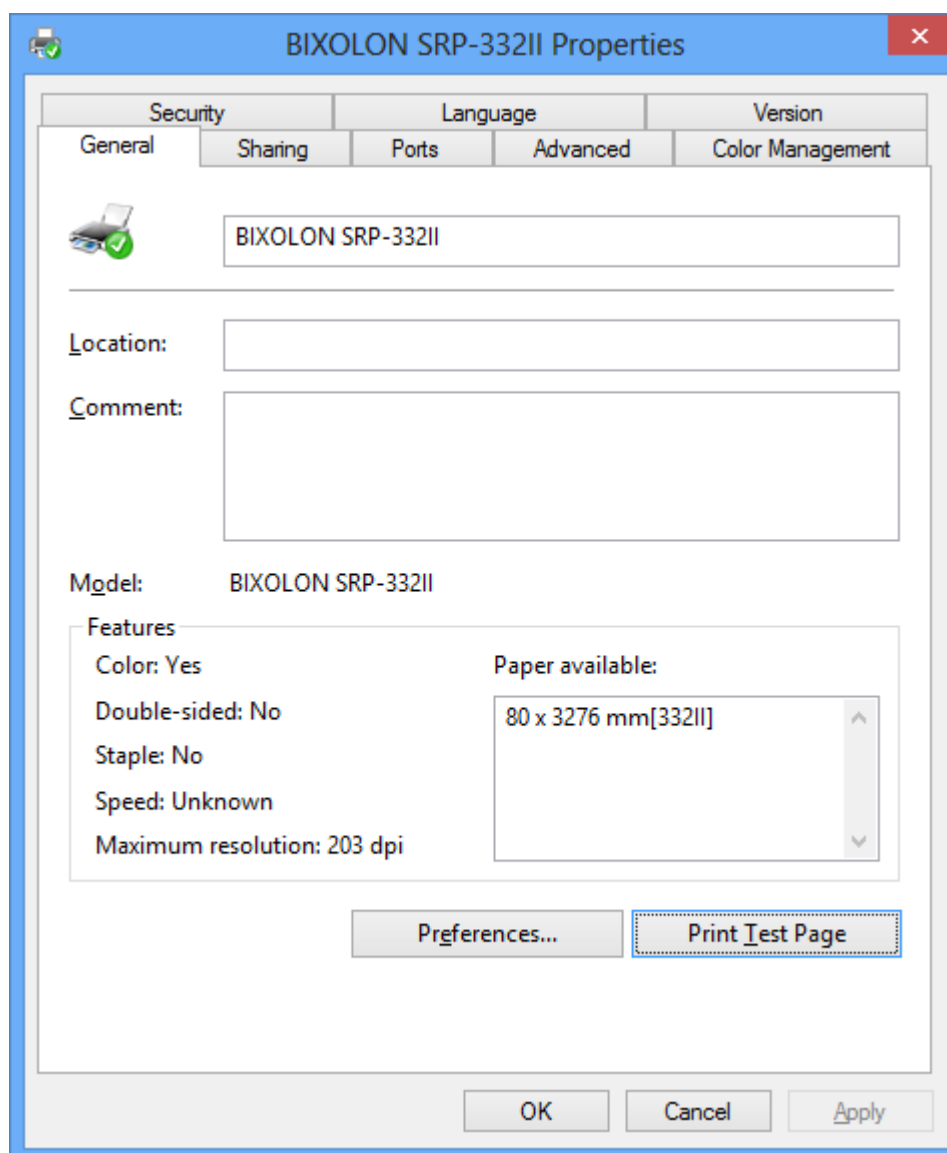 BIXOLON SRP-332II Properties
Security Language Version
General Sharing Ports Advanced Color Management
BIXOLON SRP-332II
Location:
Comment:
Model: BIXOLON SRP-332II
Features
Color: Yes Paper available:
Double-sided: No 80 x 3276 mm[332II]
Staple: No
Speed: Unknown
Maximum resolution: 203 dpi
Preferences... Print Test Page
OK Cancel Apply